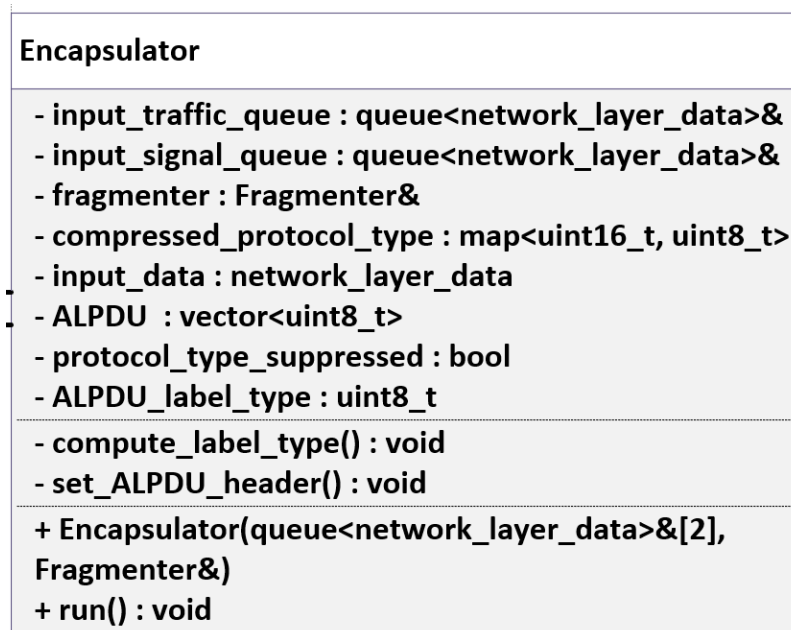 Encapsulator
- input_traffic_queue : queue<network_layer_data>&
- input_signal_queue : queue<network_layer_data>&
- fragmenter : Fragmenter&
- compressed_protocol_type : map<uint16_t, uint8_t>
- input_data : network_layer_data
- ALPDU : vector<uint8_t>
- protocol_type_suppressed : bool
- ALPDU_label_type : uint8_t
- compute_label_type() : void
- set_ALPDU_header() : void
+ Encapsulator(queue<network_layer_data>&[2],
Fragmenter&)
+ run() : void